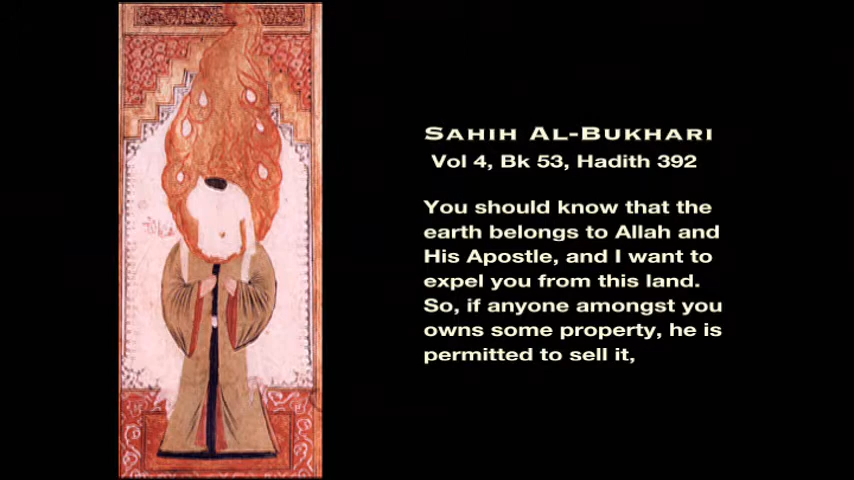 SAHIH AL-BUKHARI
Vol 4, Bk 53, Hadith 392
You should know that the
earth belongs to Allah and
His Apostle, and I want to
expel you from this land.
So, if anyone amongst you
owns some property, he is
permitted to sell it,